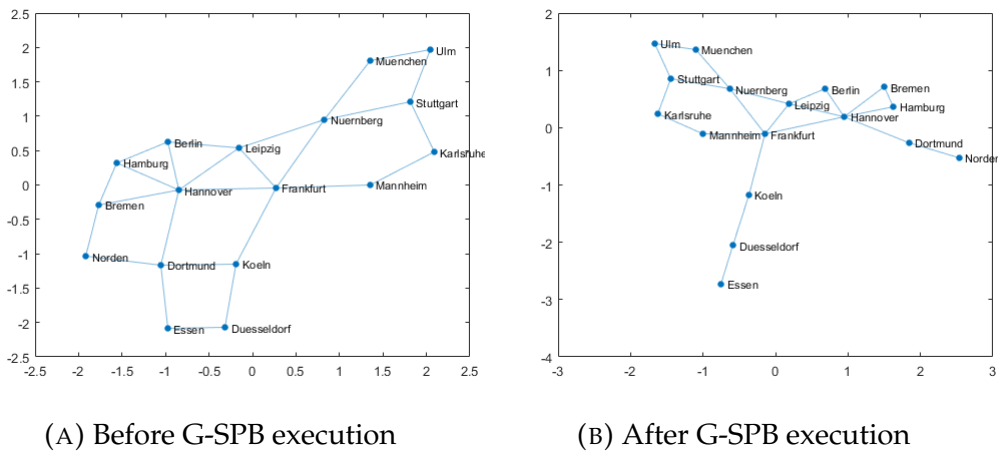 2.5
2
1.5
1
0.5
0
-0.5
-1
-1.5
-2
-2.5
-2.5 -2 -1.5 -1 -0.5 0 0.5 1 1.5 2 2.5
Ulm
Muenchen
Stuttgart
Nuernberg
Berlin
Leipzig
Karlsruhe
Hamburg
Hannover
Frankfurt
Mannheim
Bremen
Norden
Dortmund
Koeln
Essen
Duesseldorf
(A) Before G-SPB execution
2
1
0
-1
-2
-3
-4
-3 -2 -1 0 1 2 3
Ulm
Muenchen
Stuttgart
Nuernberg
Berlin
Bremen
Leipzig
Hamburg
Karlsruhe
Hannover
Mannheim
Frankfurt
Dortmund
Norden
Koeln
Duesseldorf
Essen
(B) After G-SPB execution